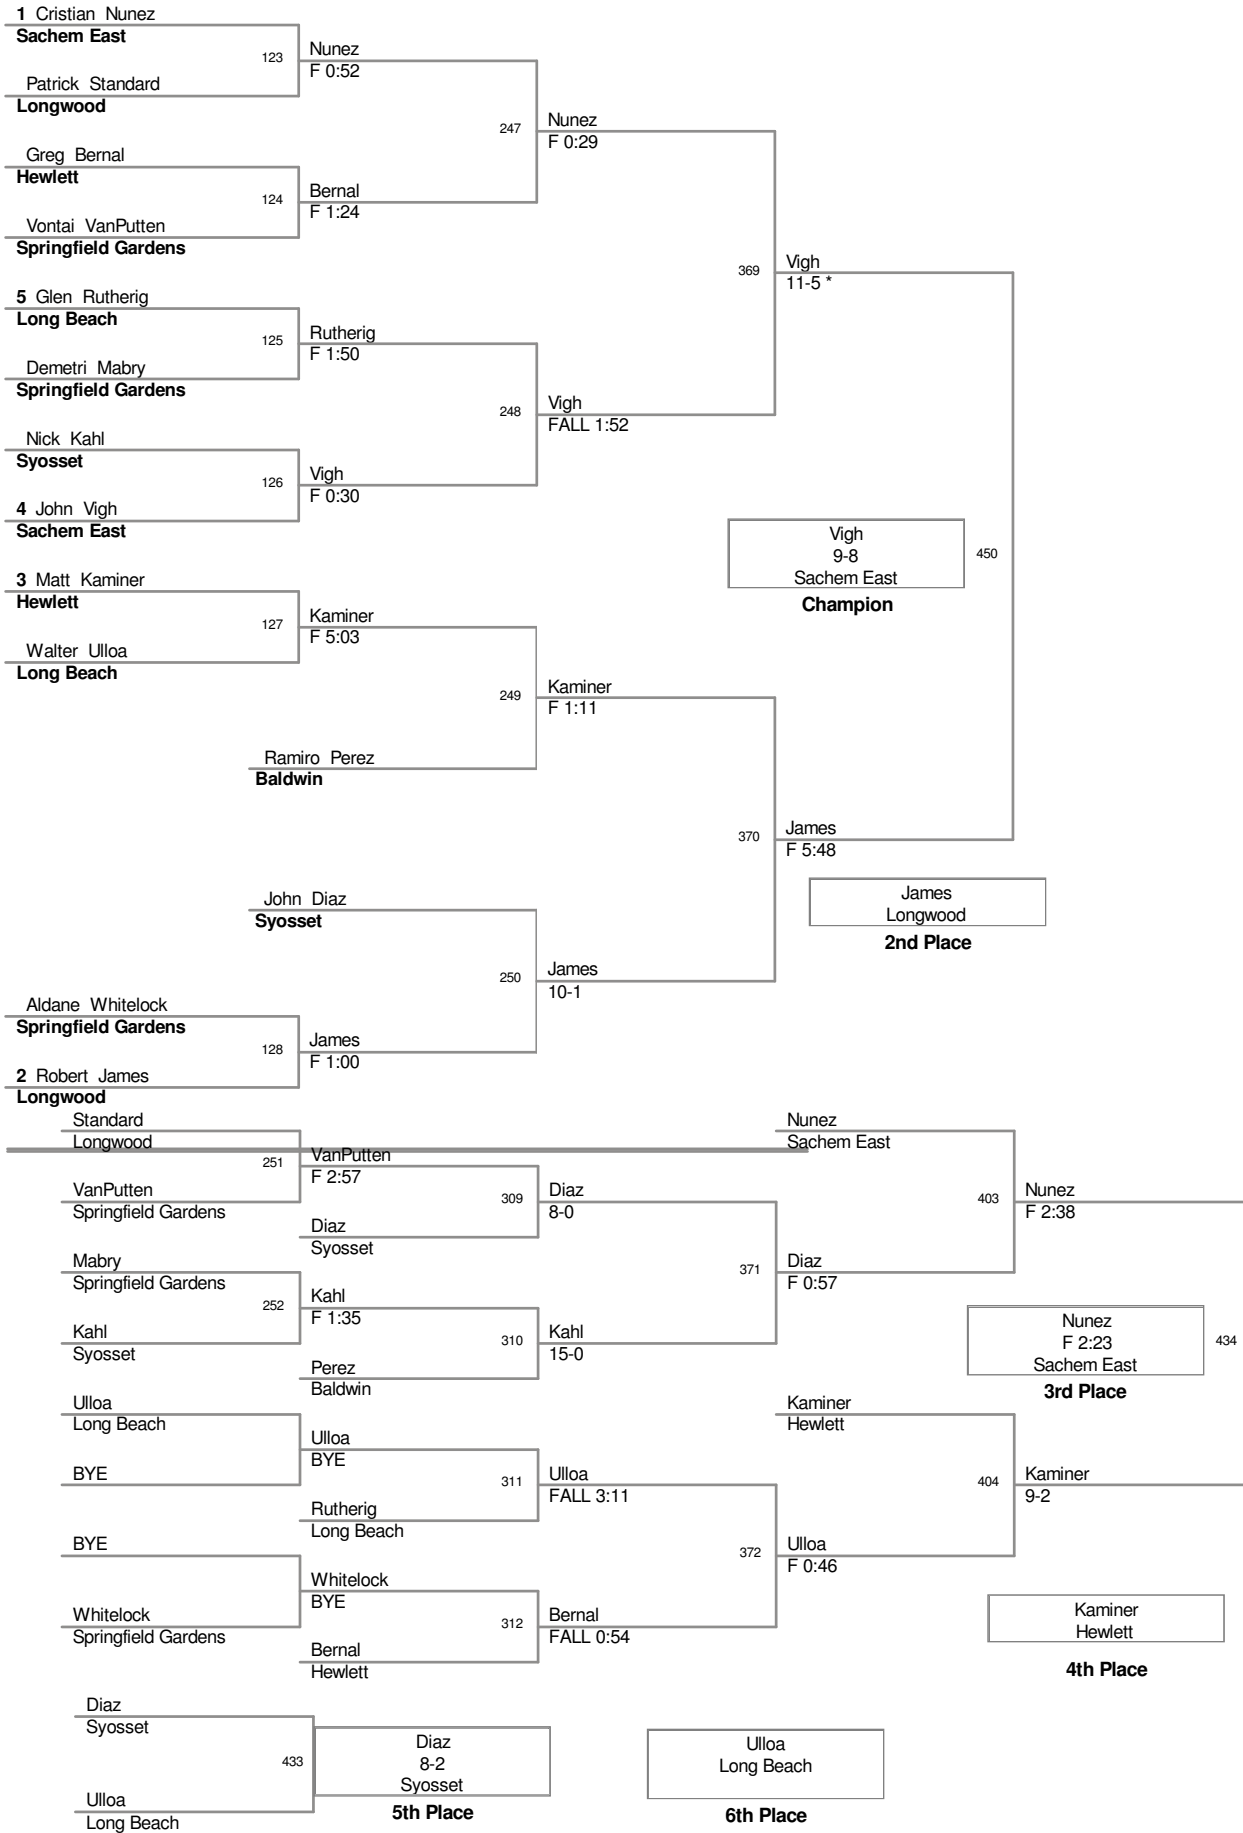 1 Cristian Nunez
Sachem East
123
Nunez
F 0:52
Patrick Standard
Longwood
247
Nunez
F 0:29
Greg Bernal
Hewlett
124
Bernal
F 1:24
Vontai VanPutten
Springfield Gardens
369
Vigh
11-5 *
5 Glen Rutherig
Long Beach
125
Rutherig
F 1:50
Demetri Mabry
Springfield Gardens
248
Vigh
FALL 1:52
Nick Kahl
Syosset
126
Vigh
F 0:30
4 John Vigh
Sachem East
Vigh
9-8
Sachem East
450
Champion
3 Matt Kaminer
Hewlett
127
Kaminer
F 5:03
Walter Ulloa
Long Beach
249
Kaminer
F 1:11
Ramiro Perez
Baldwin
370
James
F 5:48
John Diaz
Syosset
James
Longwood
2nd Place
250
James
10-1
Aldane Whitelock
Springfield Gardens
128
James
F 1:00
2 Robert James
Longwood
Standard
Longwood
251
VanPutten
F 2:57
VanPutten
Springfield Gardens
309
Diaz
8-0
Diaz
Syosset
Nunez
Sachem East
403
Nunez
F 2:38
Mabry
Springfield Gardens
371
Diaz
F 0:57
252
Kahl
F 1:35
Kahl
Syosset
310
Kahl
15-0
Perez
Baldwin
Nunez
F 2:23
Sachem East
434
3rd Place
Ulloa
Long Beach
Ulloa
BYE
BYE
311
Ulloa
FALL 3:11
Rutherig
Long Beach
Kaminer
Hewlett
404
Kaminer
9-2
BYE
372
Ulloa
F 0:46
Whitelock
BYE
Whitelock
Springfield Gardens
312
Bernal
FALL 0:54
Bernal
Hewlett
Kaminer
Hewlett
4th Place
Diaz
Syosset
433
Diaz
8-2
Syosset
5th Place
Ulloa
Long Beach
Ulloa
Long Beach
6th Place